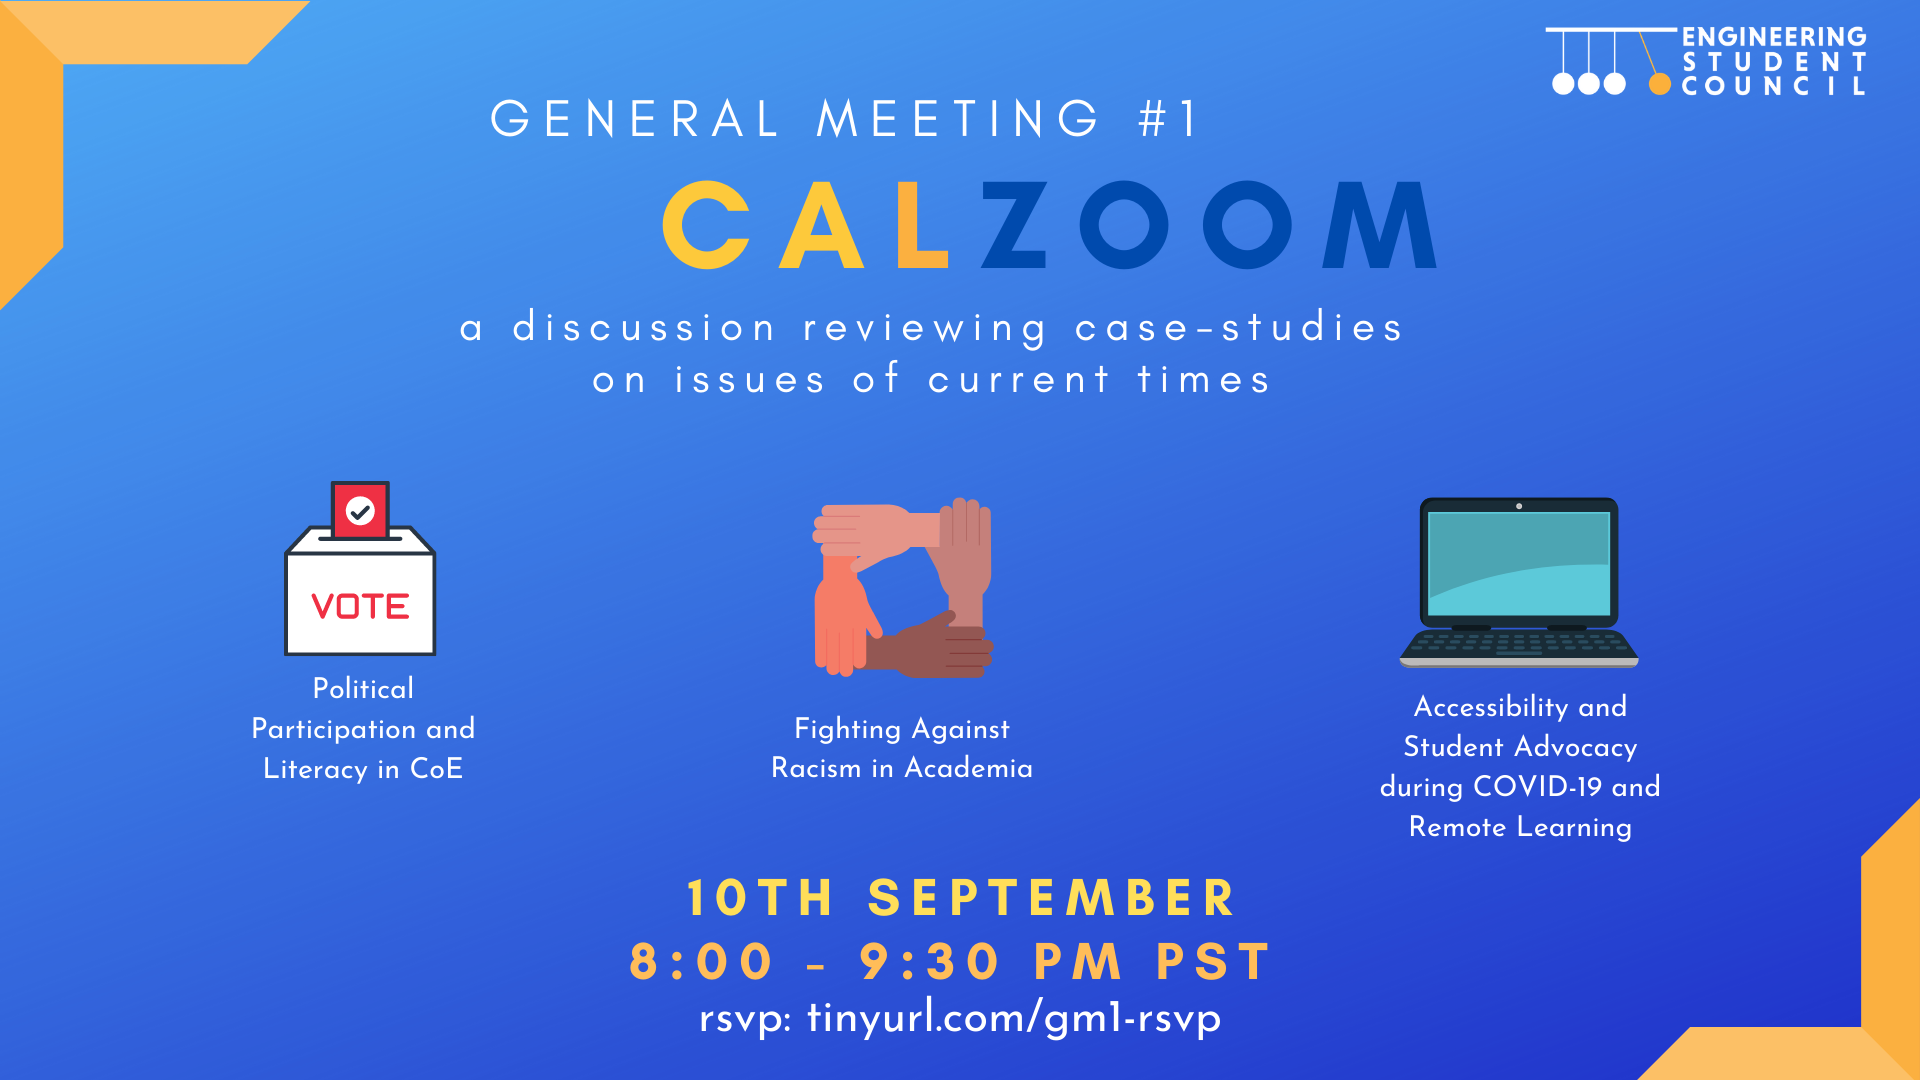 ENGINEERING
STUDENT
COUNCIL
GENERAL MEETING #1
CALZOOM
a discussion reviewing case-studies
on issues of current times
VOTE
Political
Participation and
Literacy in CoE
Fighting Against
Racism in Academia
Accessibility and
Student Advocacy
during COVID-19 and
Remote Learning
10TH SEPTEMBER
8:00 - 9:30 PM PST
rsvp: tinyurl.com/gm1-rsvp